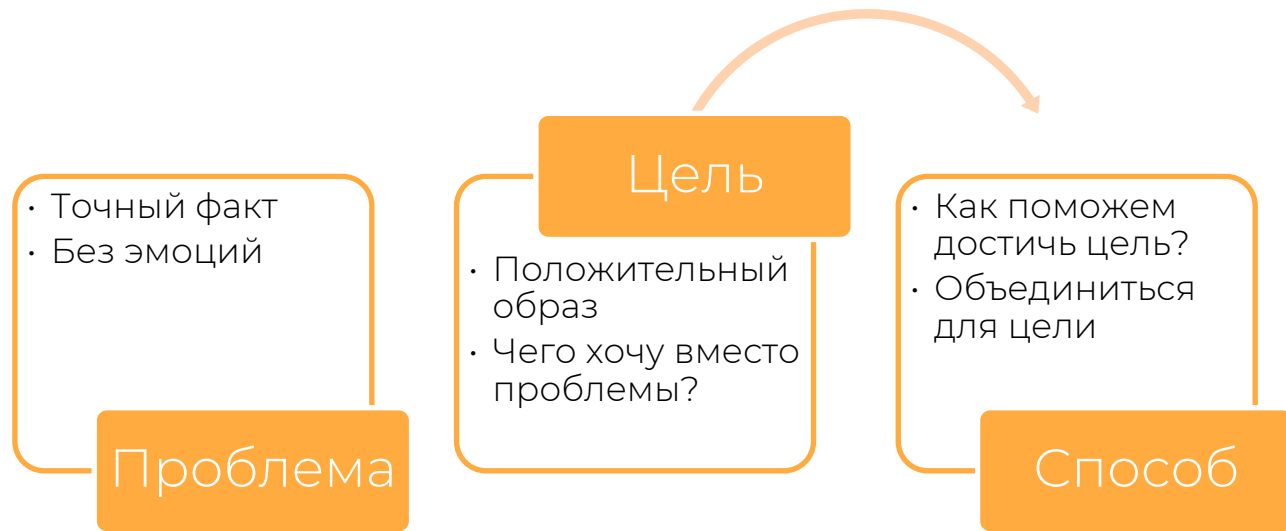 · Точный факт
· Без эмоций
Проблема
Цель
· Положительный
образ
· Чего хочу вместо
проблемы?
· Как поможем
достичь цель?
· Объединиться
для цели
Способ